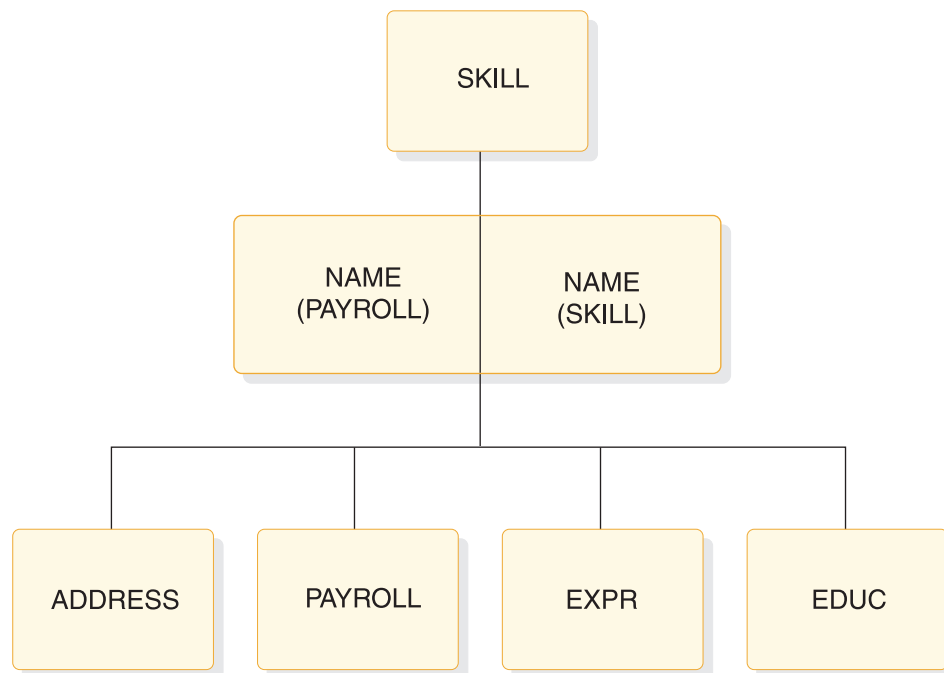 SKILL
NAME
(PAYROLL)
NAME
(SKILL)
ADDRESS
PAYROLL
EXPR
EDUC